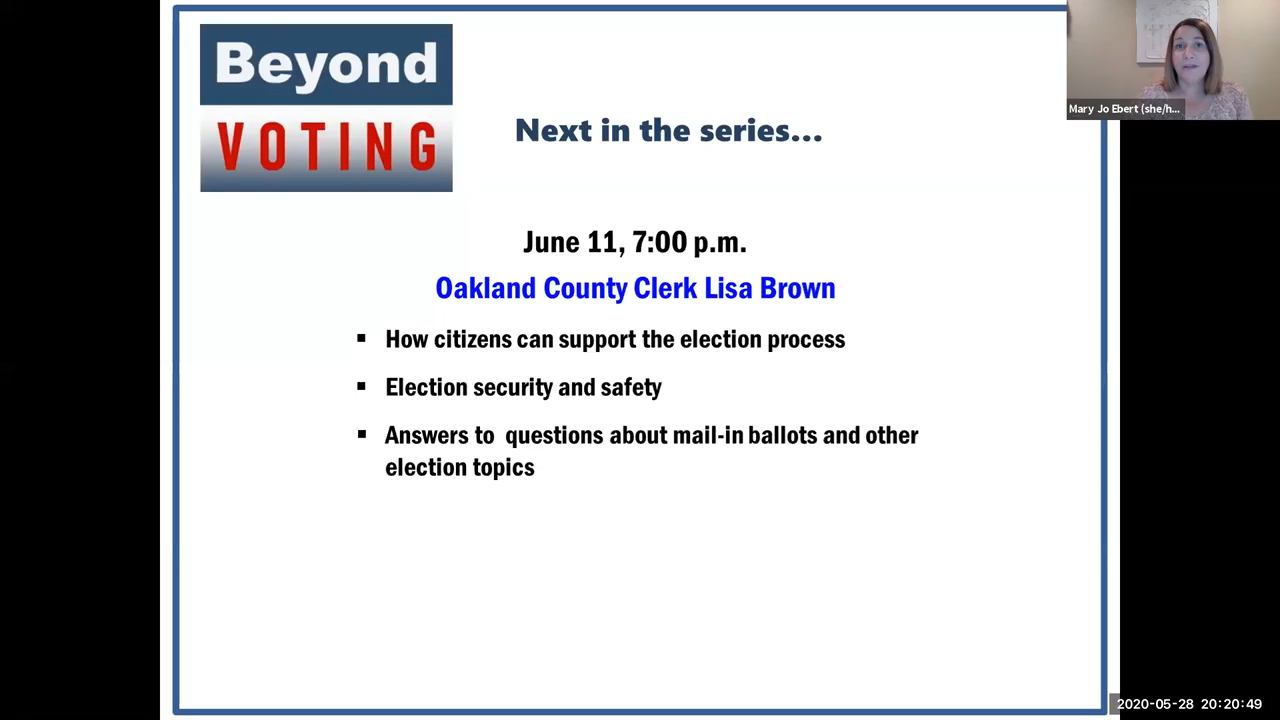 Beyond
VOTING
Next in the series...
Mary Jo Ebert (she/h...
June 11, 7:00 p.m.
Oakland County Clerk Lisa Brown
▪ How citizens can support the election process
▪ Election security and safety
▪ Answers to questions about mail-in ballots and other
election topics
2020-05-28 20:20:49